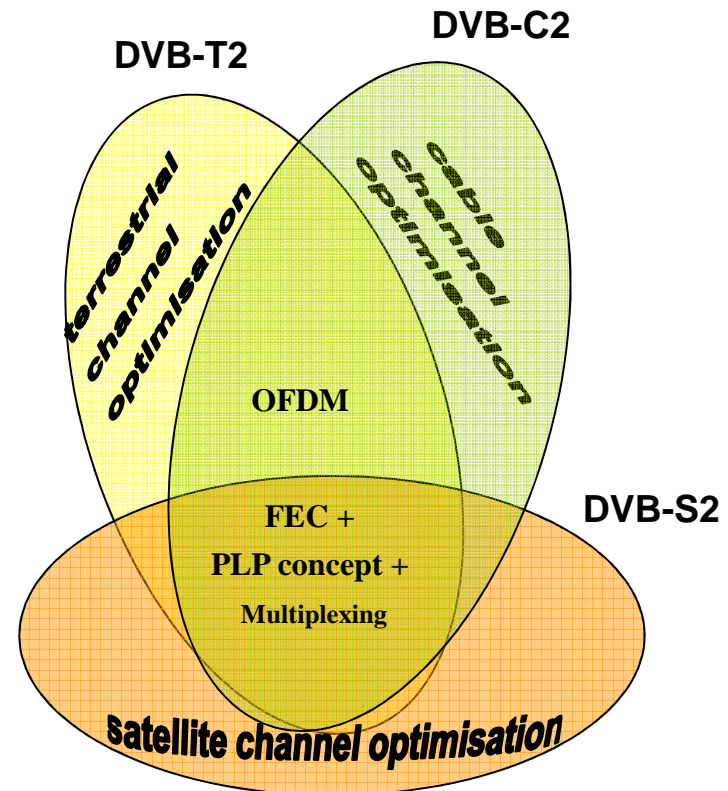 DVB-T2
DVB-C2
terrestrial
channel
optimisation
cable
channel
optimisation
OFDM
DVB-S2
FEC +
PLP concept +
Multiplexing
satellite channel optimisation